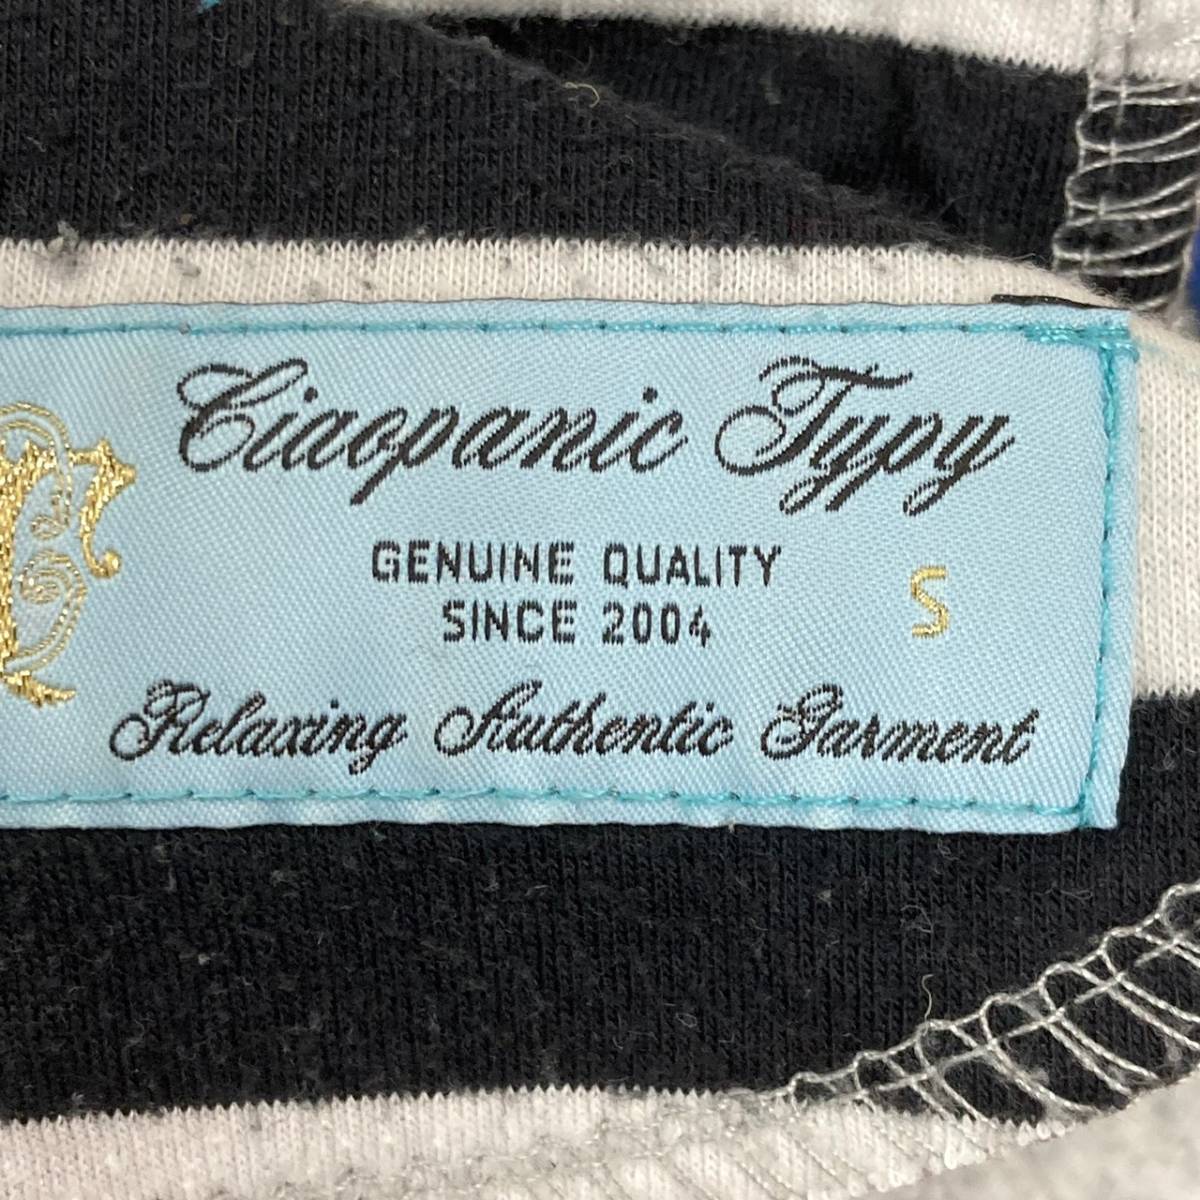 Ciaopanic Typy
GENUINE QUALITY
SINCE 2004
S
Relaxing Authentic Garment